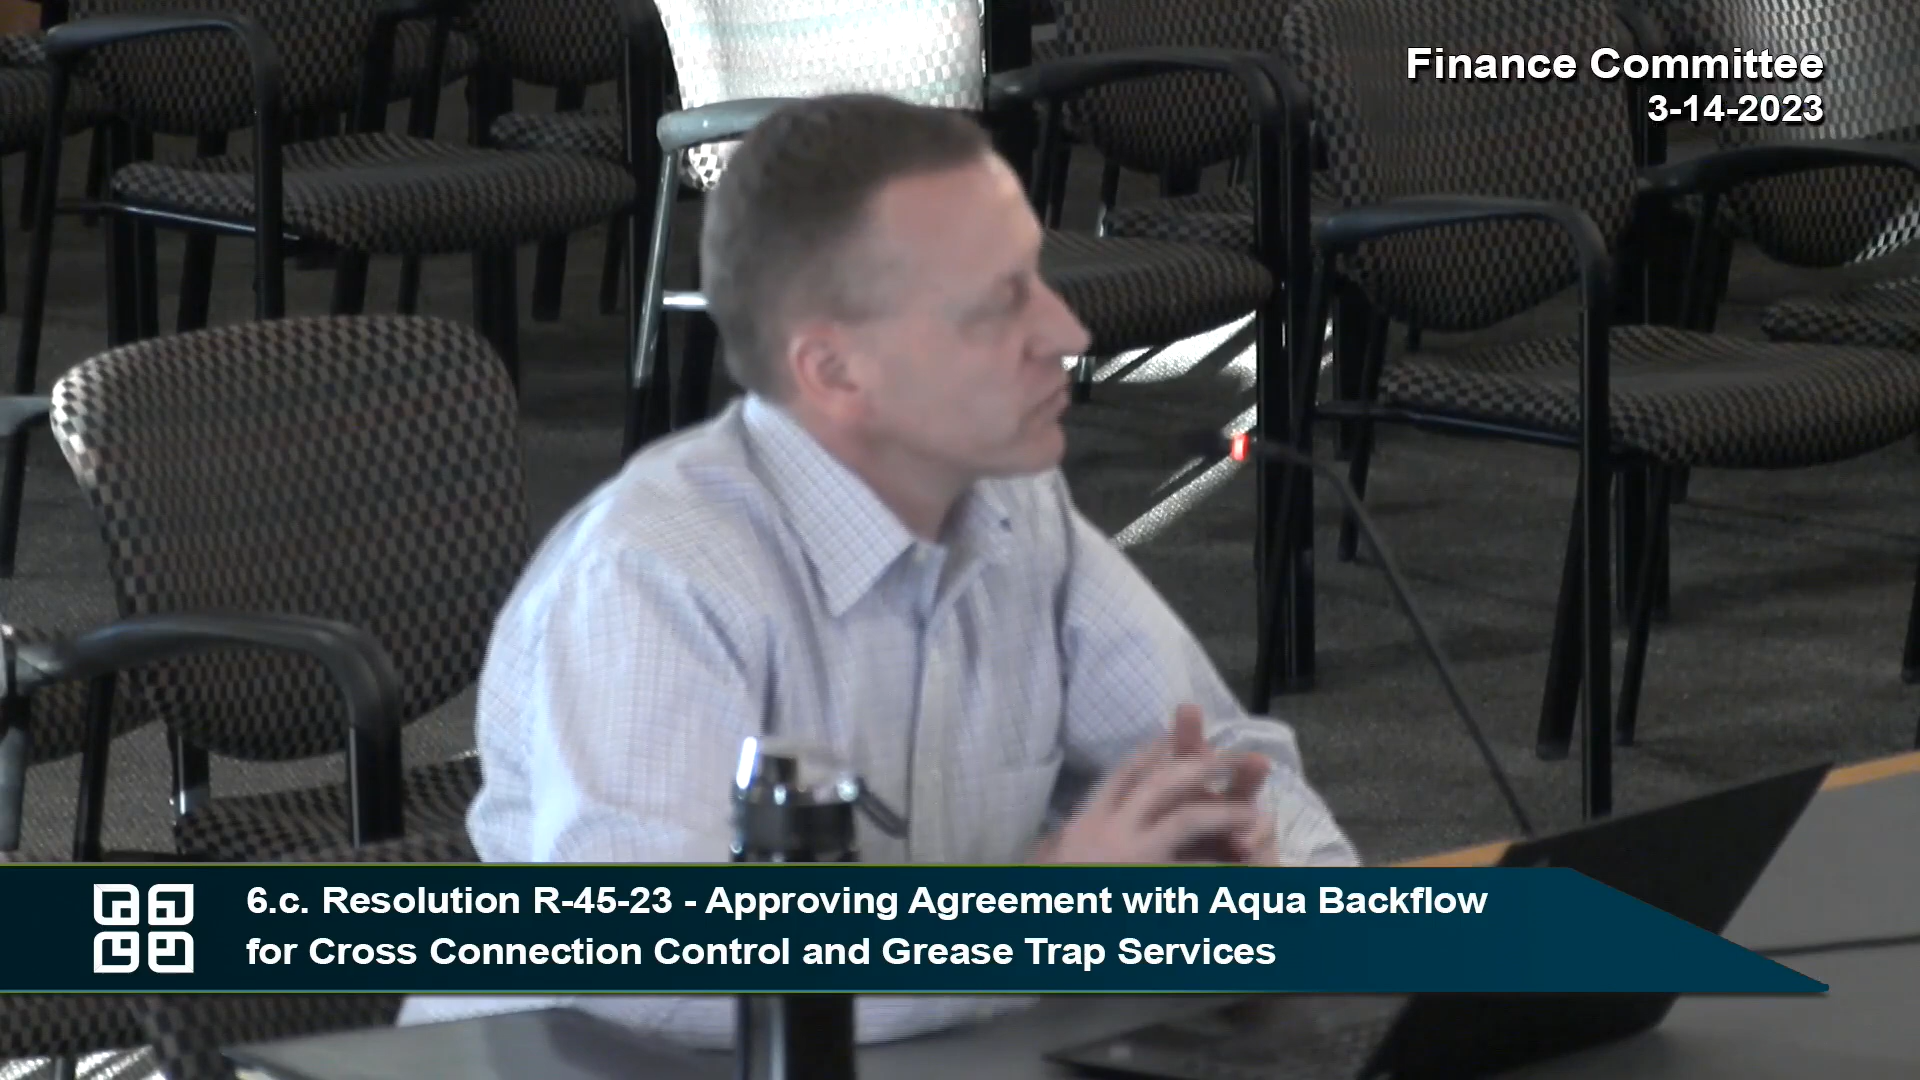 Finance Committee
3-14-2023
6.c. Resolution R-45-23 - Approving Agreement with Aqua Backflow
for Cross Connection Control and Grease Trap Services